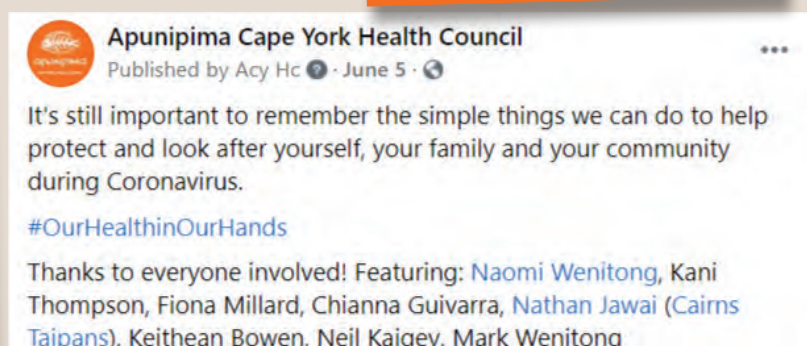 Apunipima Cape York Health Council
Published by Acy Hc · June 5 ·
It's still important to remember the simple things we can do to help
protect and look after yourself, your family and your community
during Coronavirus.
#OurHealthinOurHands
Thanks to everyone involved! Featuring: Naomi Wenitong, Kani
Thompson, Fiona Millard, Chianna Guivarra, Nathan Jawai (Cairns
Taipans), Keithean Bowen, Neil Kaigey, Mark Wenitong